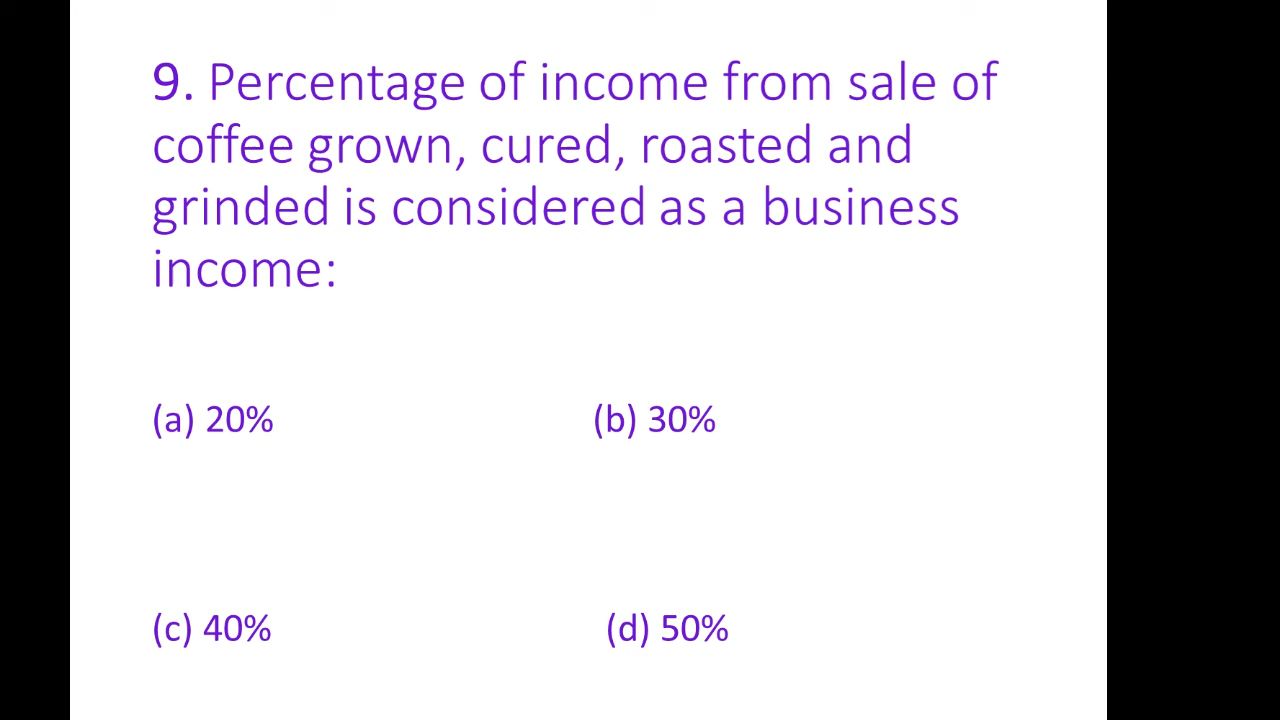 9. Percentage of income from sale of
coffee grown, cured, roasted and
grinded is considered as a business
income:
(a) 20% (b) 30%
(c) 40% (d) 50%